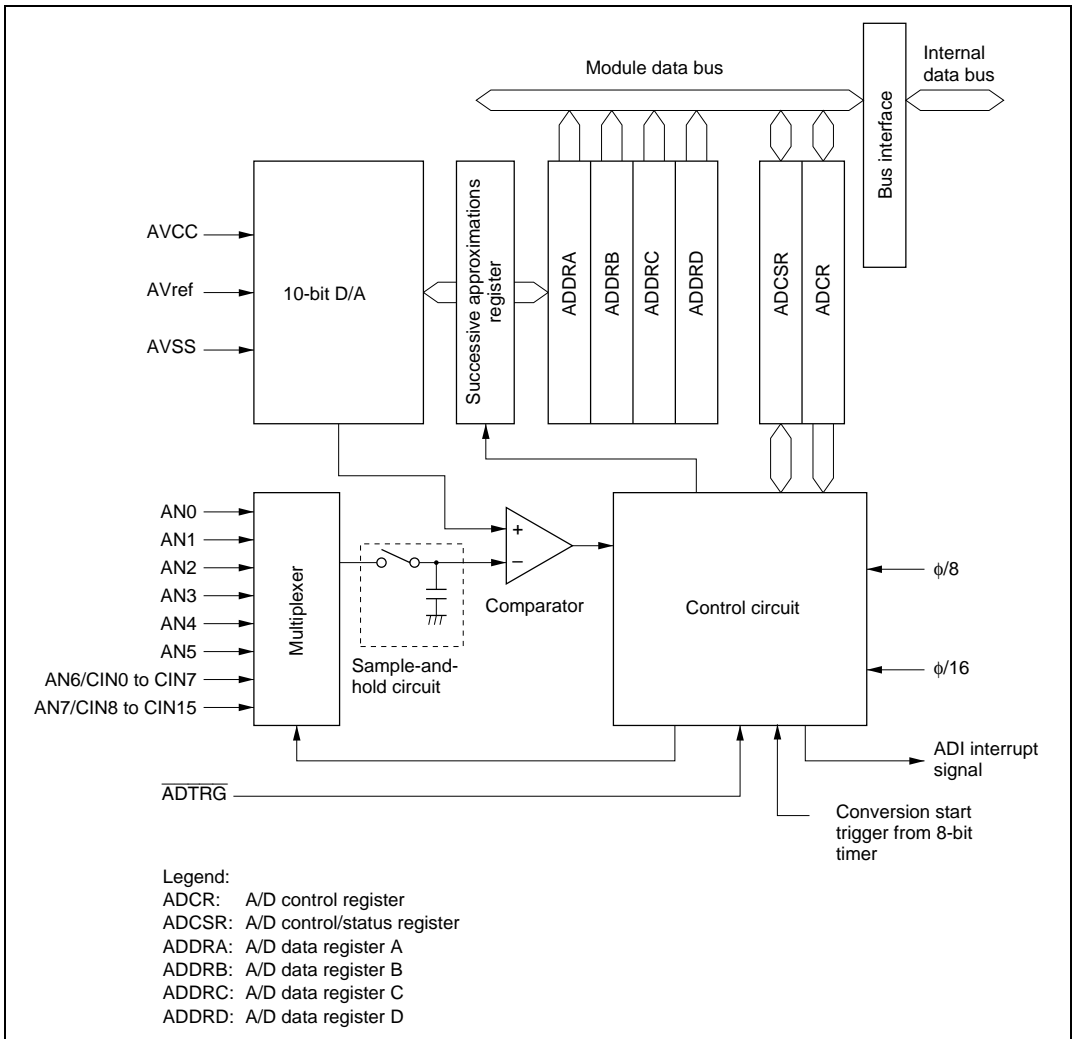 Module data bus
Internal
data bus
Bus interface
AVCC
AVref
AVSS
10-bit D/A
Successive approximations
register
ADDRA
ADDRB
ADDRC
ADDRD
ADCSR
ADCR
AN0
AN1
AN2
AN3
AN4
AN5
AN6/CIN0 to CIN7
AN7/CIN8 to CIN15
Multiplexer
Sample-and-
hold circuit
+
−
Comparator
Control circuit
ϕ/8
ϕ/16
ADI interrupt
signal
ADTRG
Conversion start
trigger from 8-bit
timer
Legend:
ADCR: A/D control register
ADCSR: A/D control/status register
ADDRA: A/D data register A
ADDRB: A/D data register B
ADDRC: A/D data register C
ADDRD: A/D data register D